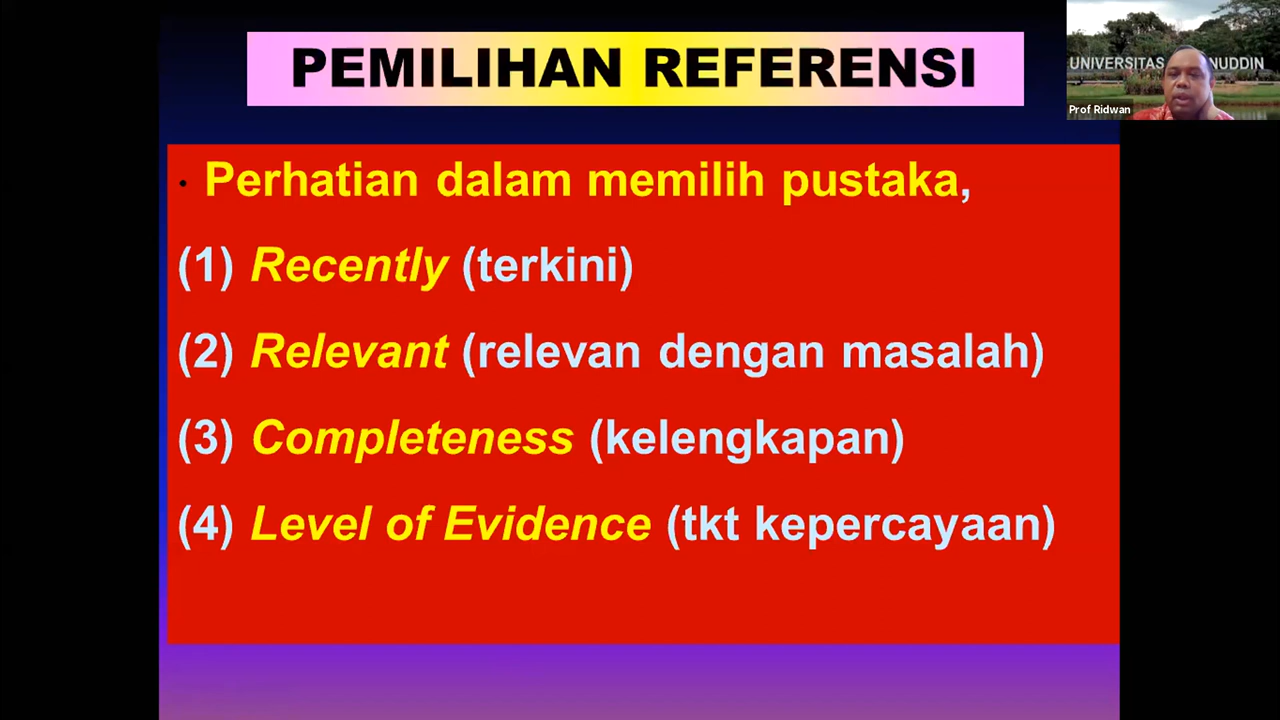 PEMILIHAN REFERENSI
UNIVERSITAS
Prof Ridwan
• Perhatian dalam memilih pustaka,
(1) Recently (terkini)
(2) Relevant (relevan dengan masalah)
(3) Completeness (kelengkapan)
(4) Level of Evidence (tkt kepercayaan)